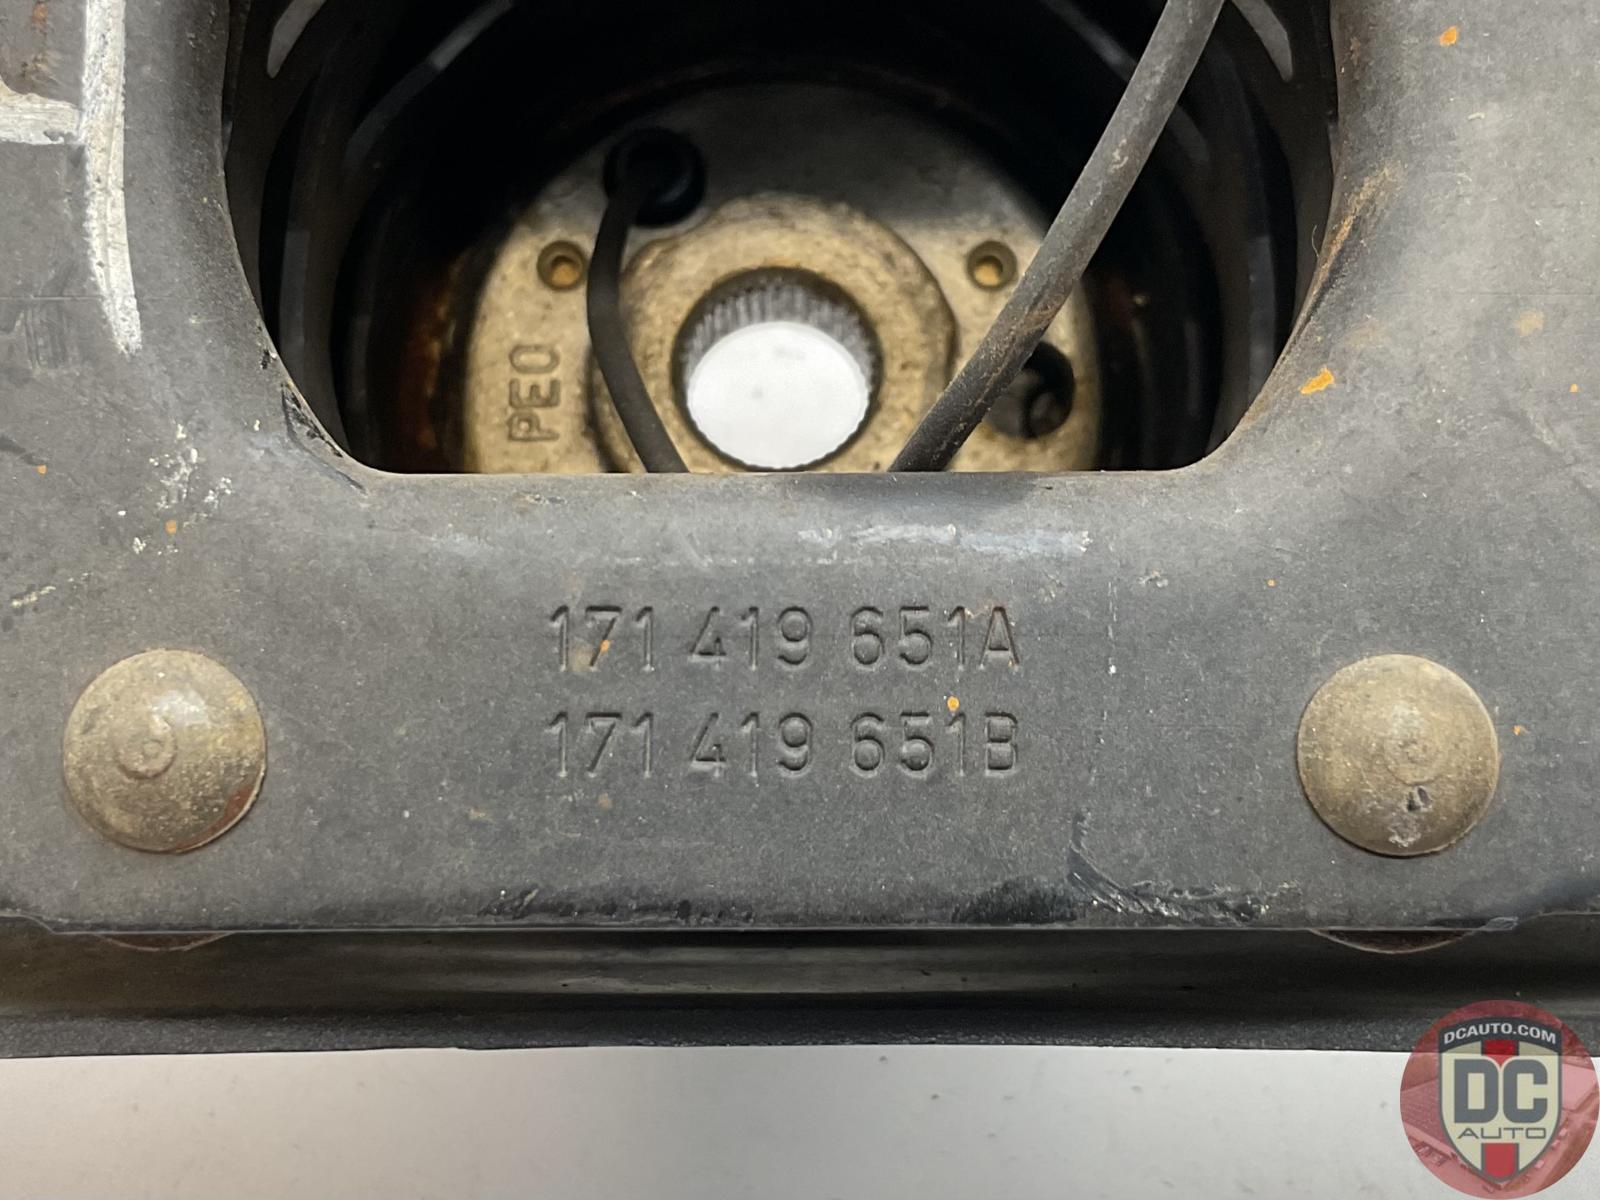 PEO
171 419 651A
171 419 651B
DCAUTO.COM
DC
AUTO